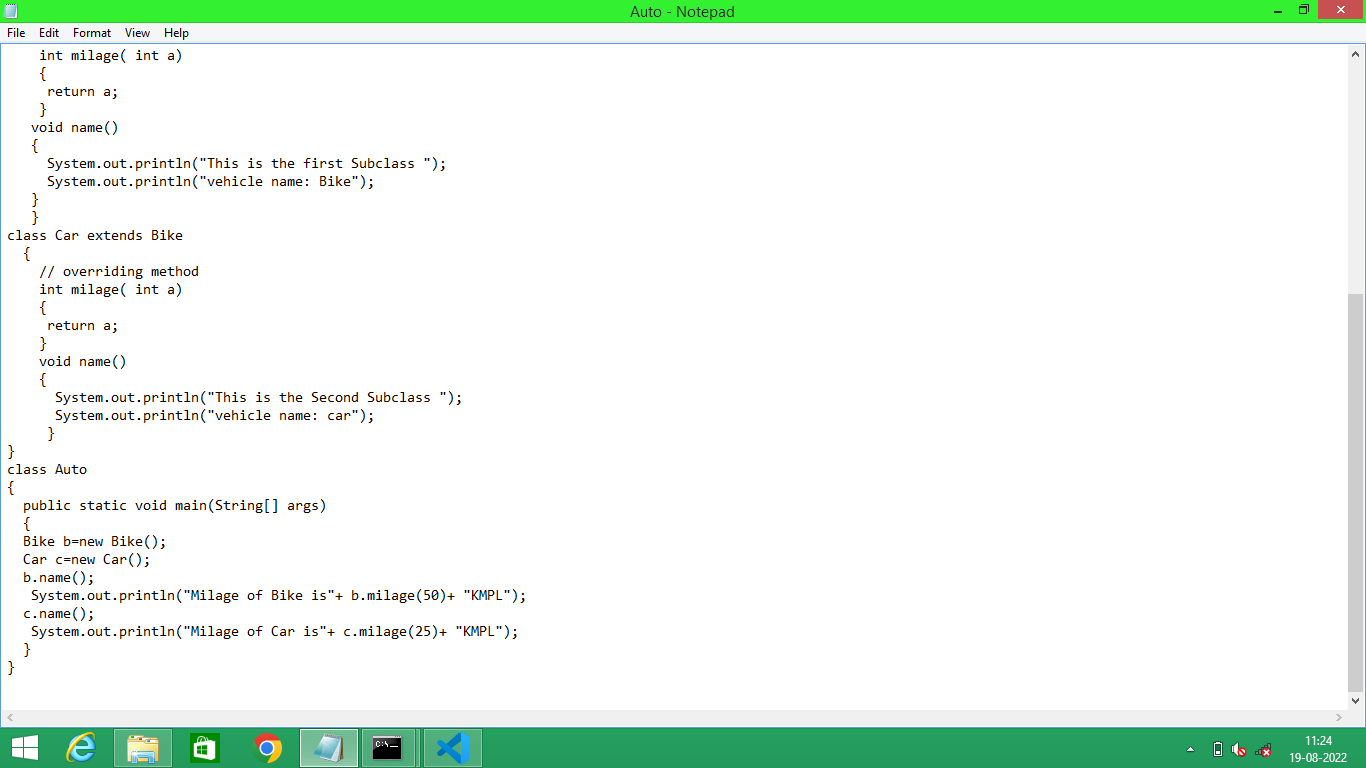 Auto - Notepad
File Edit Format View Help
    int milage( int a)
    {
     return a;
    }
   void name()
   {
     System.out.println("This is the first Subclass ");
     System.out.println("vehicle name: Bike");
   }
   }
class Car extends Bike
  {
    // overriding method
    int milage( int a)
    {
     return a;
    }
    void name()
    {
      System.out.println("This is the Second Subclass ");
      System.out.println("vehicle name: car");
     }
}
class Auto
{
  public static void main(String[] args)
  {
  Bike b=new Bike();
  Car c=new Car();
  b.name();
   System.out.println("Milage of Bike is"+ b.milage(50)+ "KMPL");
  c.name();
   System.out.println("Milage of Car is"+ c.milage(25)+ "KMPL");
  }
}
C:\
11:24
19-08-2022